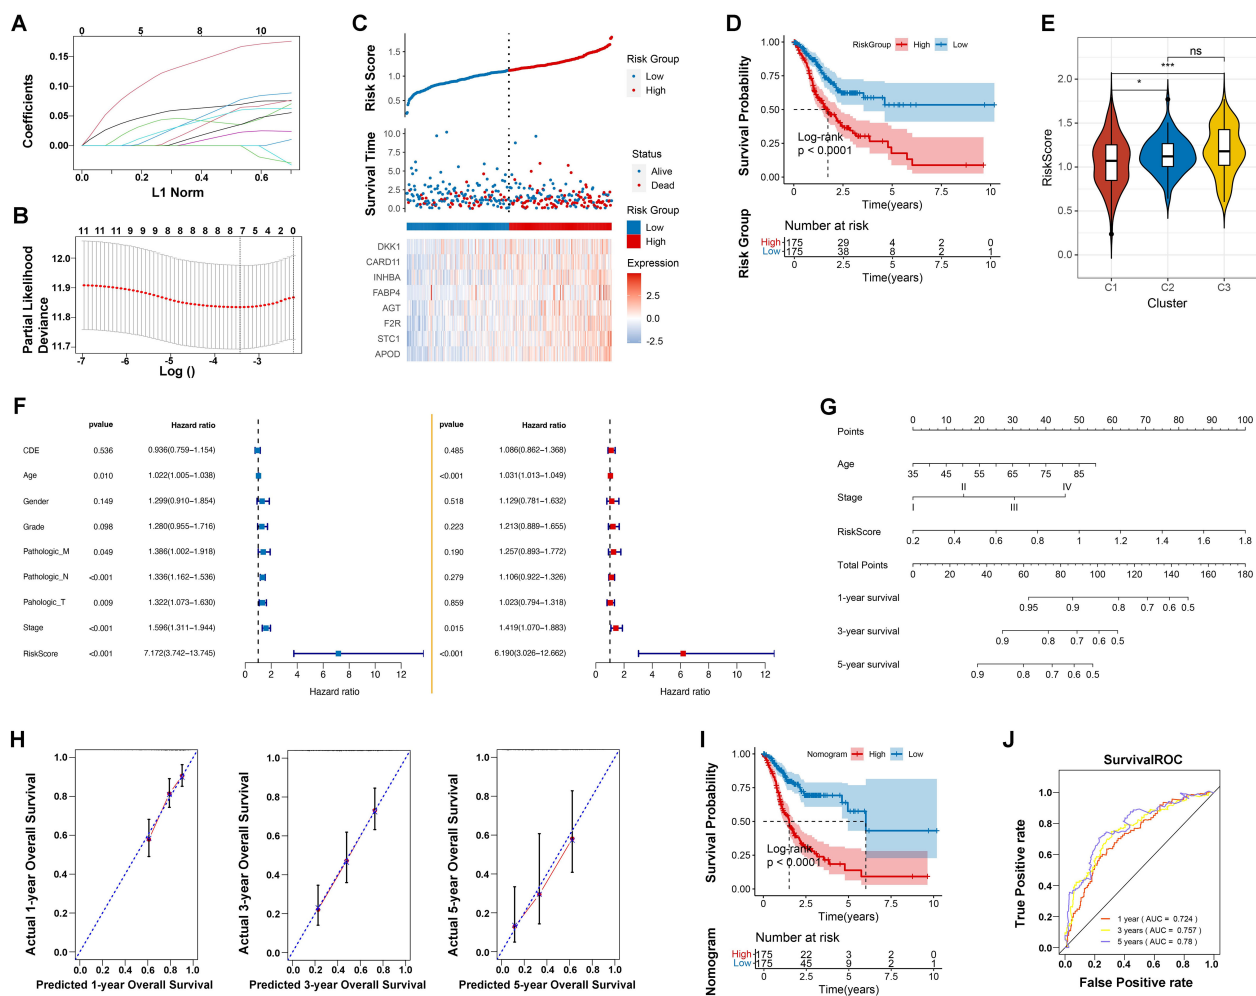 A
0 5 8 10
0.15
0.10
0.05
0.00
Coefficients
0.0 0.2 0.4 0.6
L1 Norm
B
11 11 11 9 9 9 8 8 8 8 8 7 5 4 2 0
12.0
11.9
11.8
11.7
Partial Likelihood
Deviance
-7 -6 -5 -4 -3
Log ()
C
Risk Score
1.5
1.0
0.5
Risk Group
Low
High
Survival Time
10.0
7.5
5.0
2.5
0.0
Status
Alive
Dead
Risk Group
Low
High
DKK1
CARD11
INHBA
FABP4
AGT
F2R
STC1
APOD
Expression
5.0
2.5
0.0
-2.5
D
RiskGroup High Low
Survival Probability
1.00
0.75
0.50
0.25
0.00
Log-rank
p < 0.0001
0 2.5 5 7.5 10
Time(years)
Number at risk
Risk Group
High 175 29 4 2 0
Low 175 38 8 2 1
0 2.5 5 7.5 10
Time(years)
E
ns
***
*
RiskScore
2.0
1.5
1.0
0.5
0.0
C1 C2 C3
Cluster
F
pvalue Hazard ratio pvalue Hazard ratio
CDE 0.536 0.936(0.759−1.154) 0.485 1.086(0.862−1.368)
Age 0.010 1.022(1.005−1.038) <0.001 1.031(1.013−1.049)
Gender 0.149 1.299(0.910−1.854) 0.518 1.129(0.781−1.632)
Grade 0.098 1.280(0.955−1.716) 0.223 1.213(0.889−1.655)
Pathologic_M 0.049 1.386(1.002−1.918) 0.190 1.257(0.893−1.772)
Pathologic_N <0.001 1.336(1.162−1.536) 0.279 1.106(0.922−1.326)
Pahologic_T 0.009 1.322(1.073−1.630) 0.859 1.023(0.794−1.318)
Stage <0.001 1.596(1.311−1.944) 0.015 1.419(1.070−1.883)
RiskScore <0.001 7.172(3.742−13.745) <0.001 6.190(3.026−12.662)
0 2 4 6 8 10 12 0 2 4 6 8 10 12
Hazard ratio Hazard ratio
G
0 10 20 30 40 50 60 70 80 90 100
Points
Age
35 45 55 65 75 85
II IV
Stage
I III
RiskScore
0.2 0.4 0.6 0.8 1 1.2 1.4 1.6 1.8
Total Points
0 20 40 60 80 100 120 140 160 180
1-year survival
0.95 0.9 0.8 0.7 0.6 0.5
3-year survival
0.9 0.8 0.7 0.6 0.5
5-year survival
0.9 0.8 0.7 0.6 0.5
H
Actual 1-year Overall Survival
1.0
0.8
0.6
0.4
0.2
0.0
0.0 0.2 0.4 0.6 0.8 1.0
Predicted 1-year Overall Survival
Actual 3-year Overall Survival
1.0
0.8
0.6
0.4
0.2
0.0
0.0 0.2 0.4 0.6 0.8 1.0
Predicted 3-year Overall Survival
Actual 5-year Overall Survival
1.0
0.8
0.6
0.4
0.2
0.0
0.0 0.2 0.4 0.6 0.8 1.0
Predicted 5-year Overall Survival
I
Nomogram High Low
Survival Probability
1.00
0.75
0.50
0.25
0.00
Log-rank
p < 0.0001
0 2.5 5 7.5 10
Time(years)
Number at risk
Nomogram
High 175 22 3 2 0
Low 175 45 9 2 1
0 2.5 5 7.5 10
Time(years)
J
SurvivalROC
True Positive rate
1.0
0.8
0.6
0.4
0.2
0.0
1 year ( AUC = 0.724 )
3 years ( AUC = 0.757 )
5 years ( AUC = 0.78 )
0.0 0.2 0.4 0.6 0.8 1.0
False Positive rate